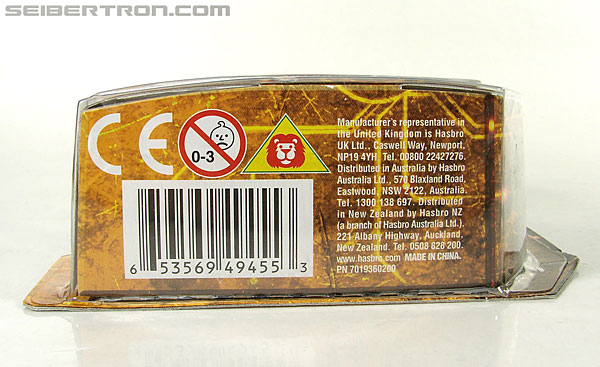 SEIBERTRON.COM
CE
0-3
Manufacturer's representative in
the United Kingdom is Hasbro
UK Ltd., Caswell Way, Newport,
NP19 4YH Tel. 00800 22427276.
Distributed in Australia by Hasbro
Australia Ltd., 570 Blaxland Road,
Eastwood, NSW 2122, Australia.
Tel. 1300 138 697. Distributed
in New Zealand by Hasbro NZ
(a branch of Hasbro Australia Ltd.).
221 Albany Highway, Auckland,
New Zealand. Tel. 0508 828 200.
www.hasbro.com MADE IN CHINA.
PN 7019360200
6 53569 49455 3